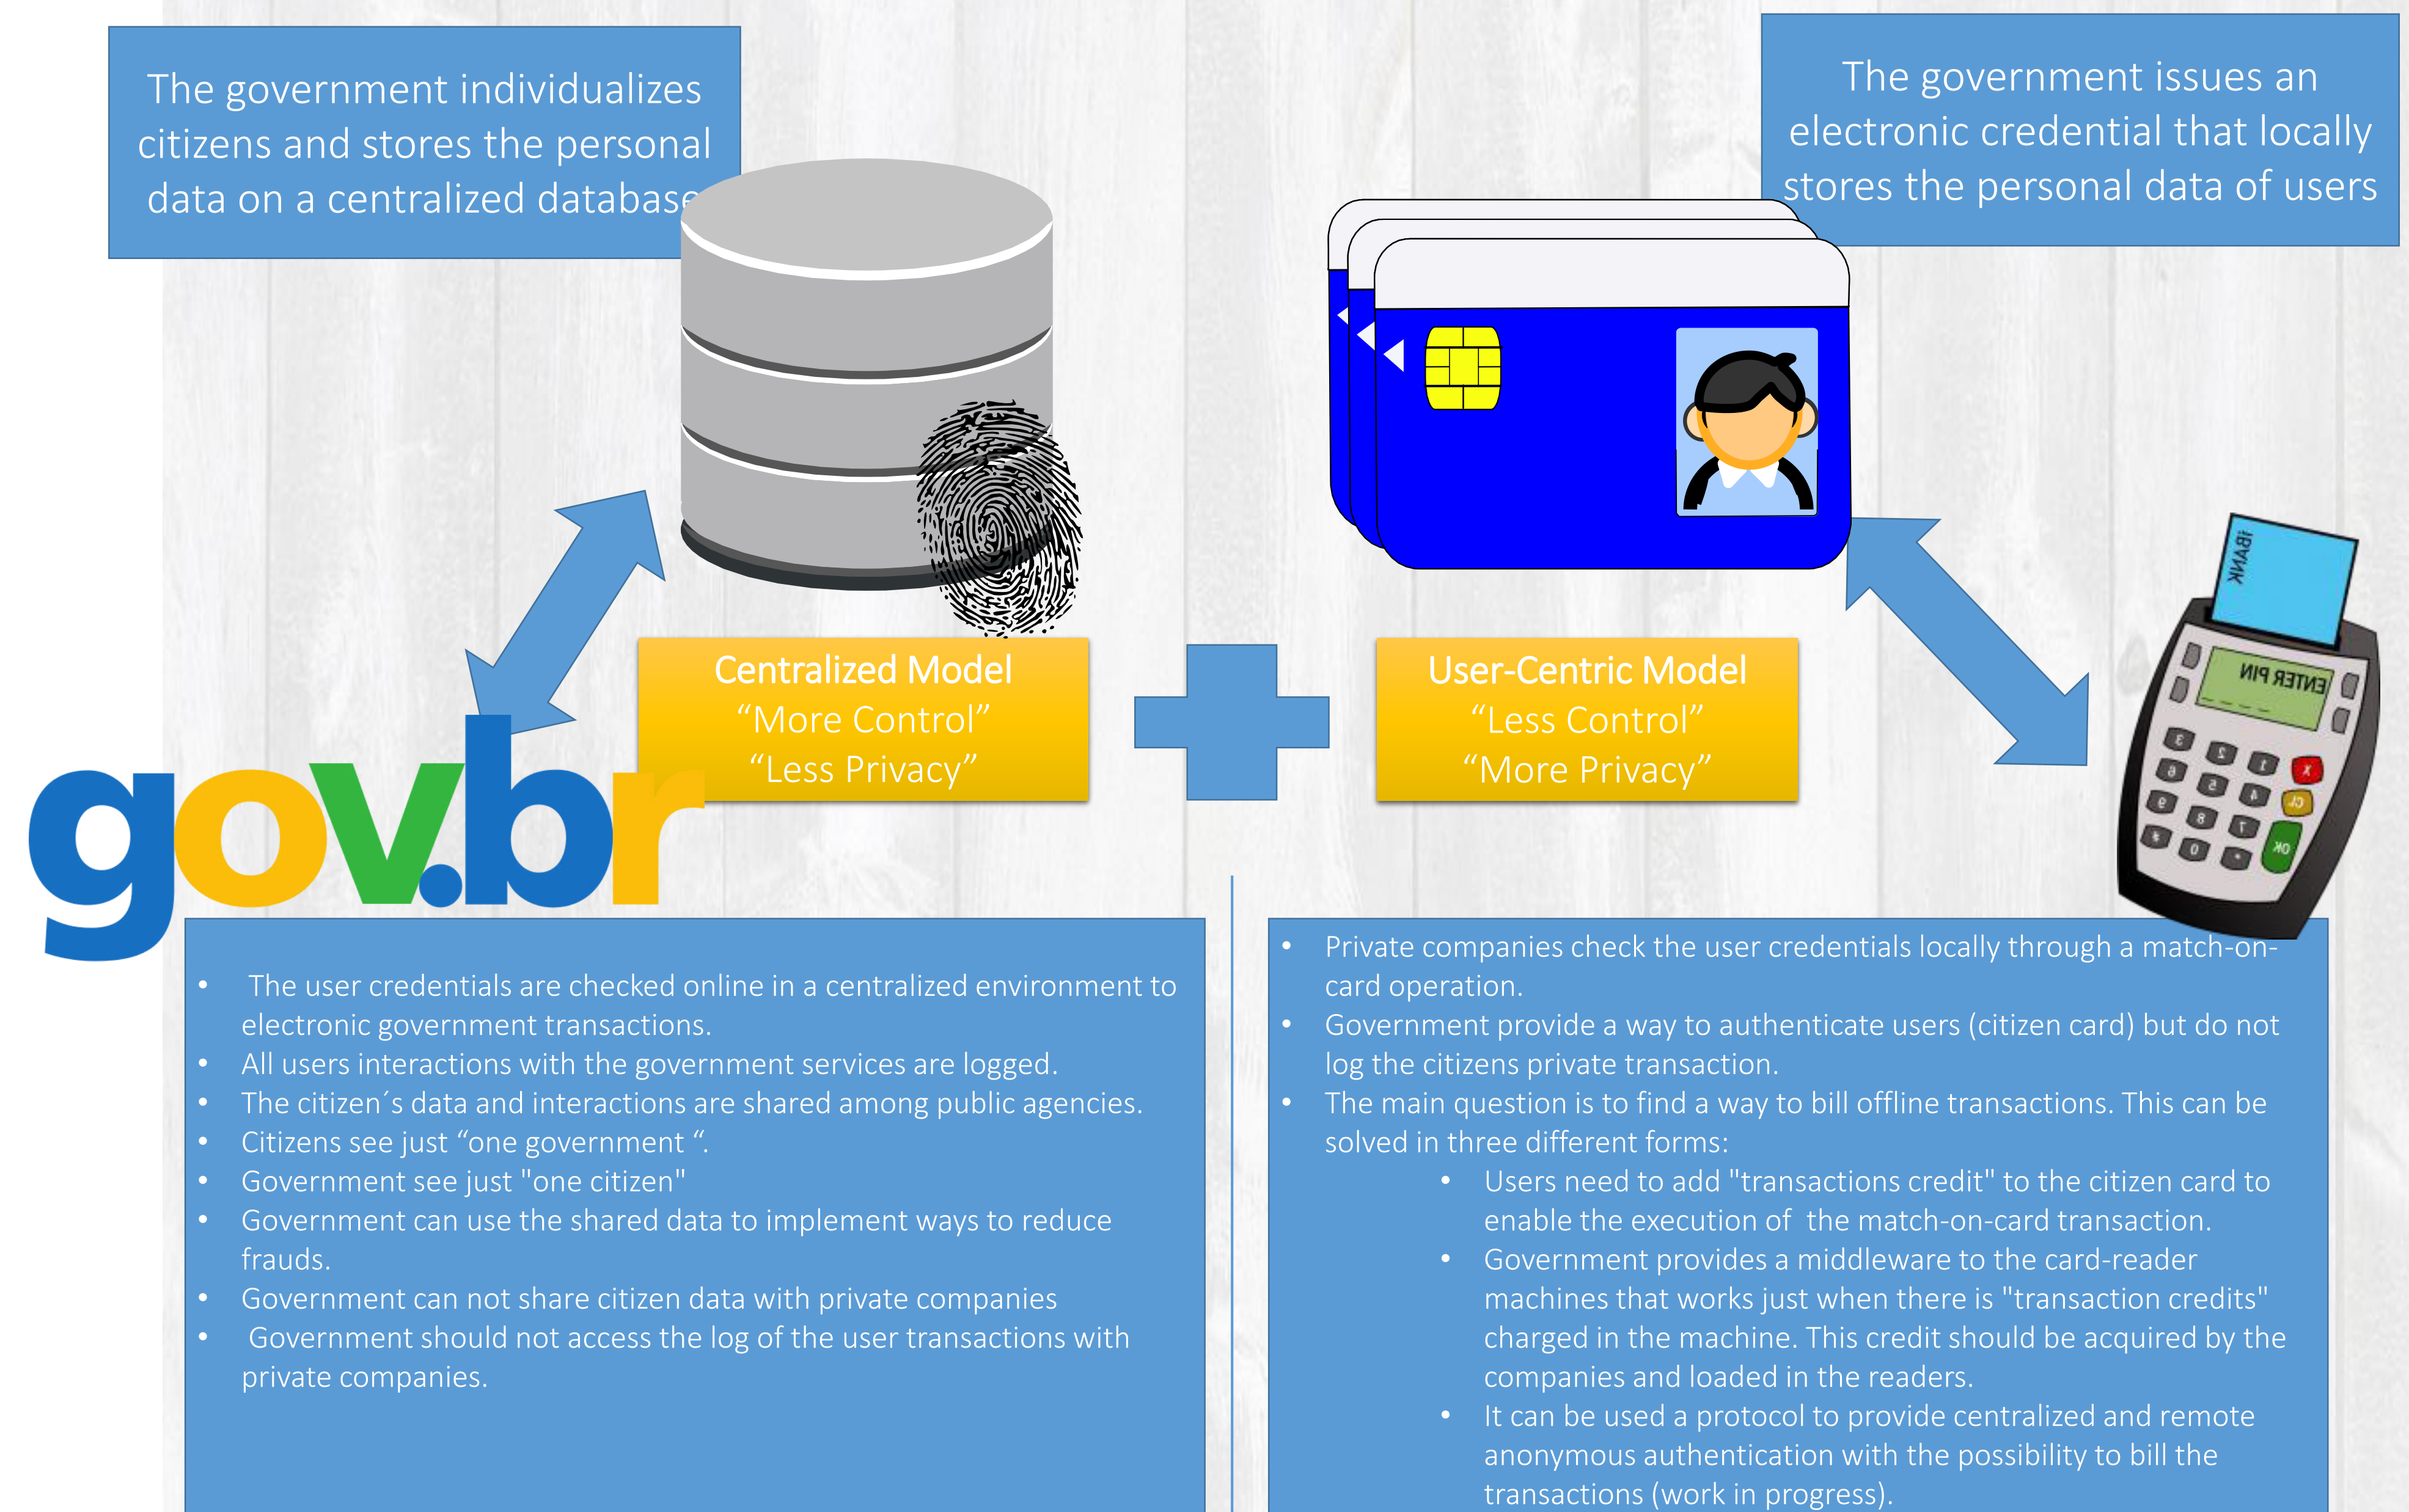 The government individualizes
citizens and stores the personal
data on a centralized database
The government issues an
electronic credential that locally
stores the personal data of users
iBANK
ENTER PIN
_ _ _ _
3 2 1 X
6 5 4 CL
9 8 7
# 0 * OK
Centralized Model
“More Control”
“Less Privacy”
User-Centric Model
“Less Control”
“More Privacy”
gov.br
• The user credentials are checked online in a centralized environment to
electronic government transactions.
• All users interactions with the government services are logged.
• The citizen´s data and interactions are shared among public agencies.
• Citizens see just “one government “.
• Government see just "one citizen"
• Government can use the shared data to implement ways to reduce
frauds.
• Government can not share citizen data with private companies
• Government should not access the log of the user transactions with
private companies.
• Private companies check the user credentials locally through a match-on-
card operation.
• Government provide a way to authenticate users (citizen card) but do not
log the citizens private transaction.
• The main question is to find a way to bill offline transactions. This can be
solved in three different forms:
• Users need to add "transactions credit" to the citizen card to
enable the execution of the match-on-card transaction.
• Government provides a middleware to the card-reader
machines that works just when there is "transaction credits"
charged in the machine. This credit should be acquired by the
companies and loaded in the readers.
• It can be used a protocol to provide centralized and remote
anonymous authentication with the possibility to bill the
transactions (work in progress).